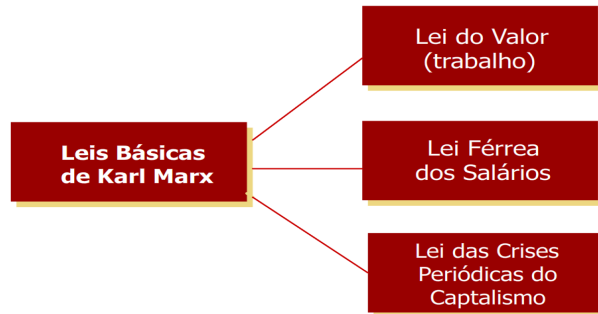 Lei do Valor
(trabalho)
Leis Básicas
de Karl Marx
Lei Férrea
dos Salários
Lei das Crises
Periódicas do
Captalismo